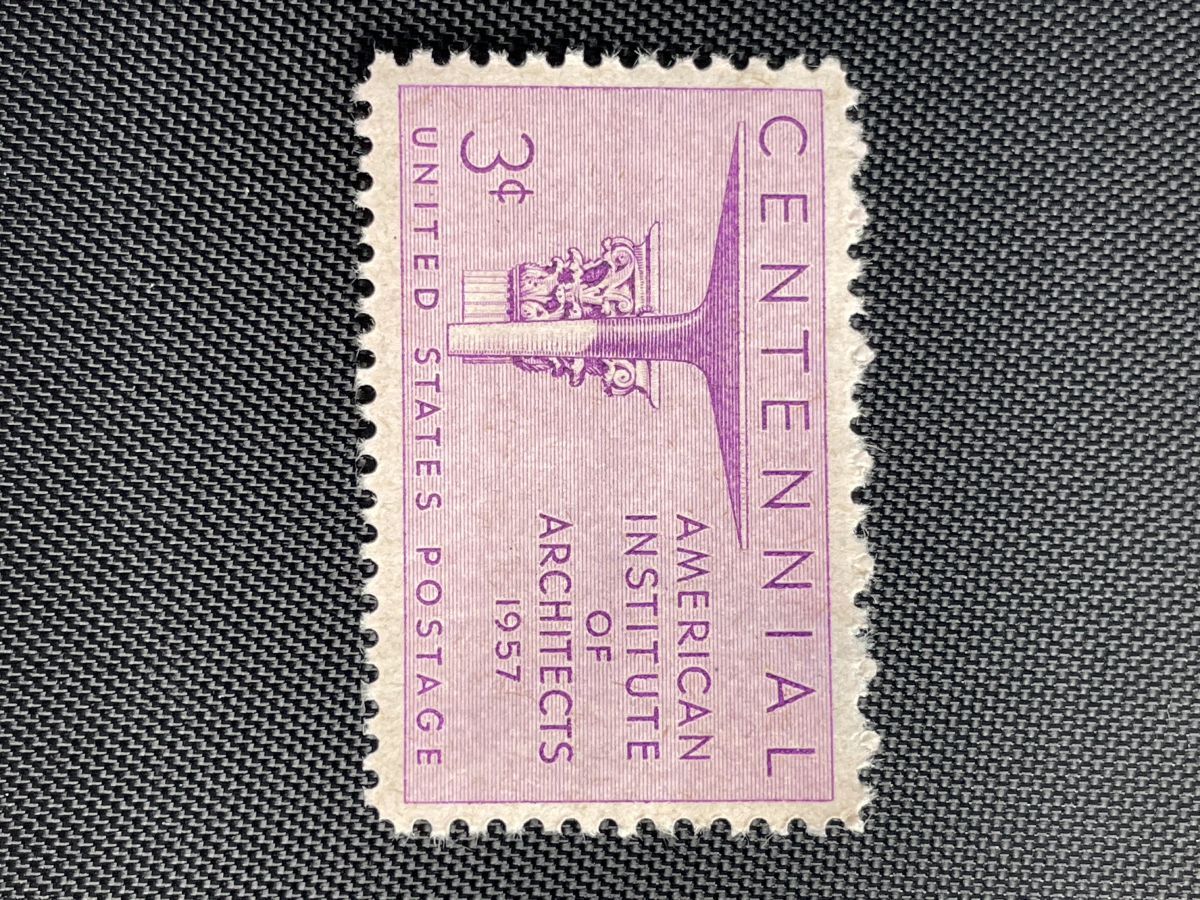 CENTENNIAL
3¢
AMERICAN
INSTITUTE
OF
ARCHITECTS
1957
UNITED STATES POSTAGE